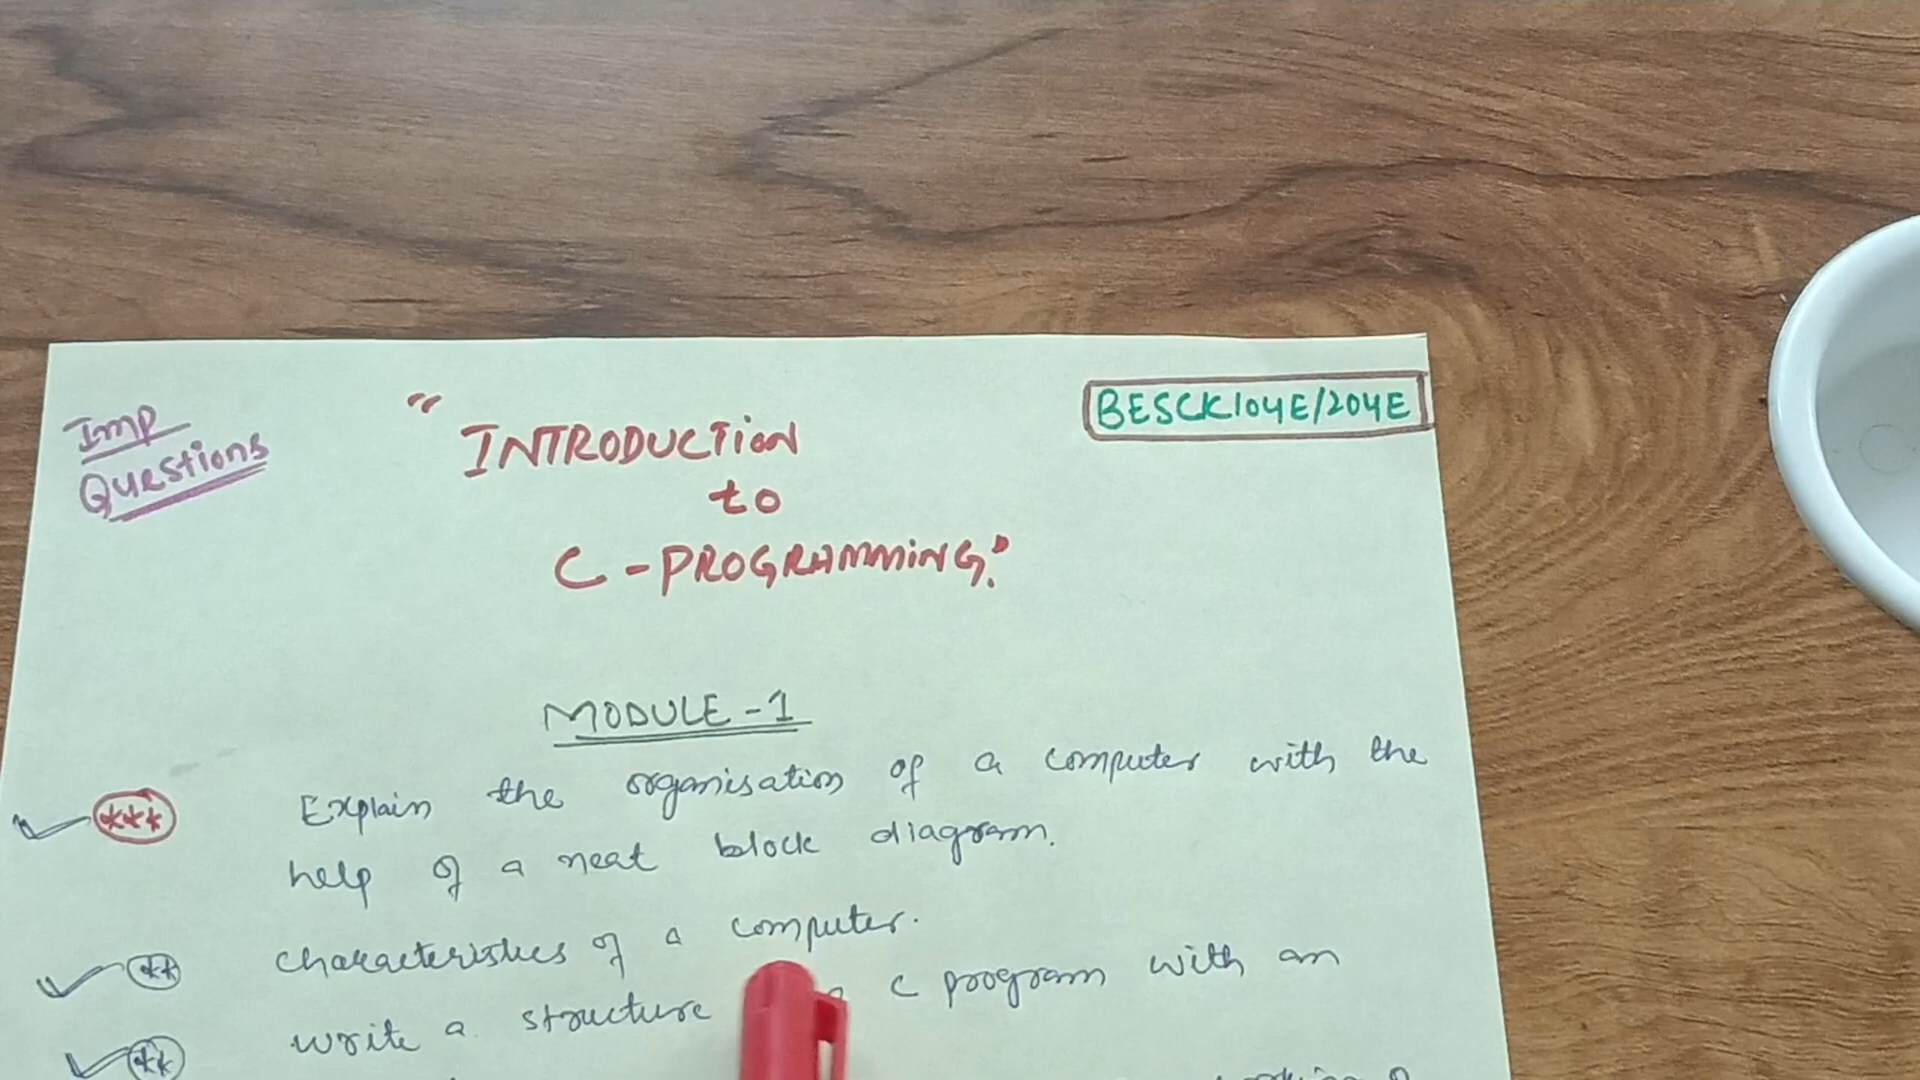 Imp
Questions
"INTRODUCTION
to
C-PROGRAMMING."
BESCK104E/204E
MODULE-1
*** Explain the organisation of a computer with the
help of a neat block diagram.
** characteristics of a computer.
** write a structure a c program with an